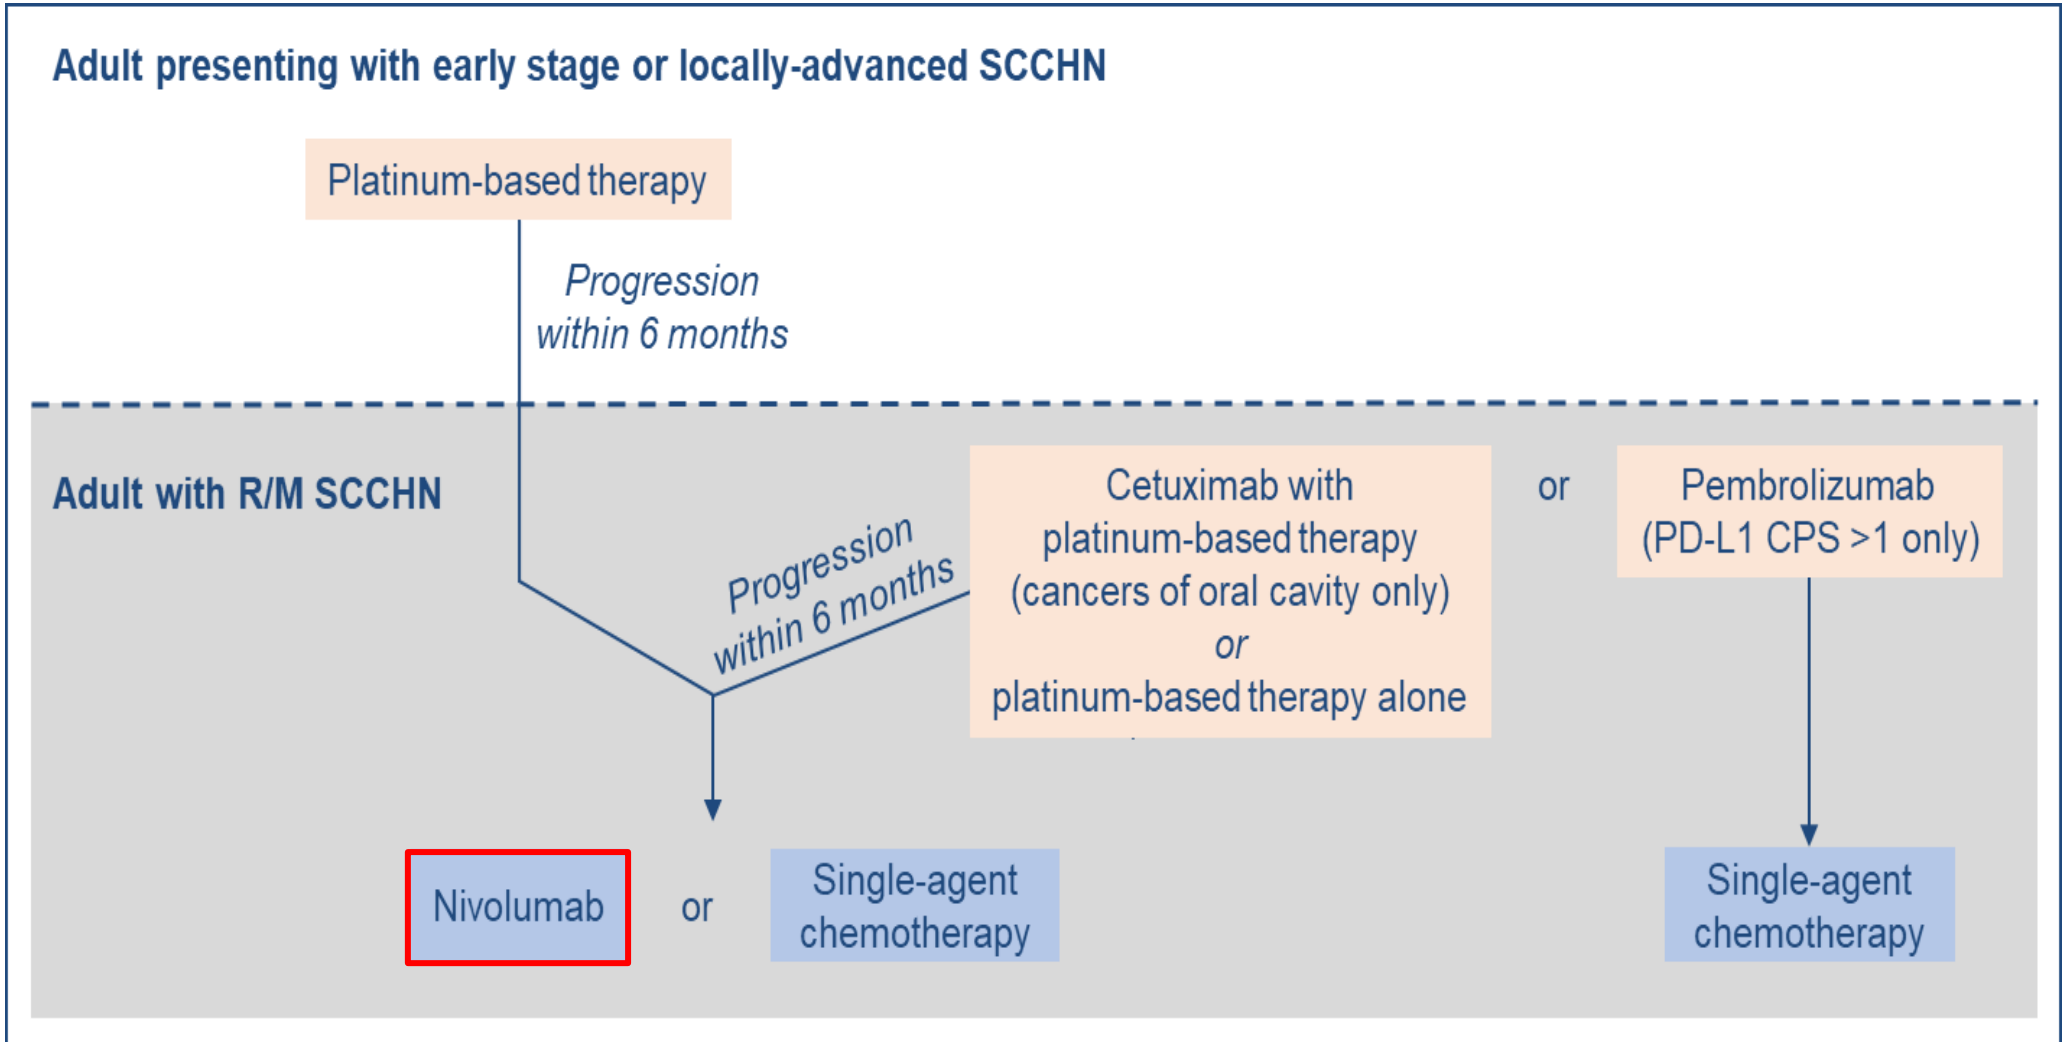 Adult presenting with early stage or locally-advanced SCCHN
Platinum-based therapy
Progression
within 6 months
Adult with R/M SCCHN
Progression
within 6 months
Cetuximab with
platinum-based therapy
(cancers of oral cavity only)
or
platinum-based therapy alone
or
Pembrolizumab
(PD-L1 CPS >1 only)
Nivolumab
or
Single-agent
chemotherapy
Single-agent
chemotherapy